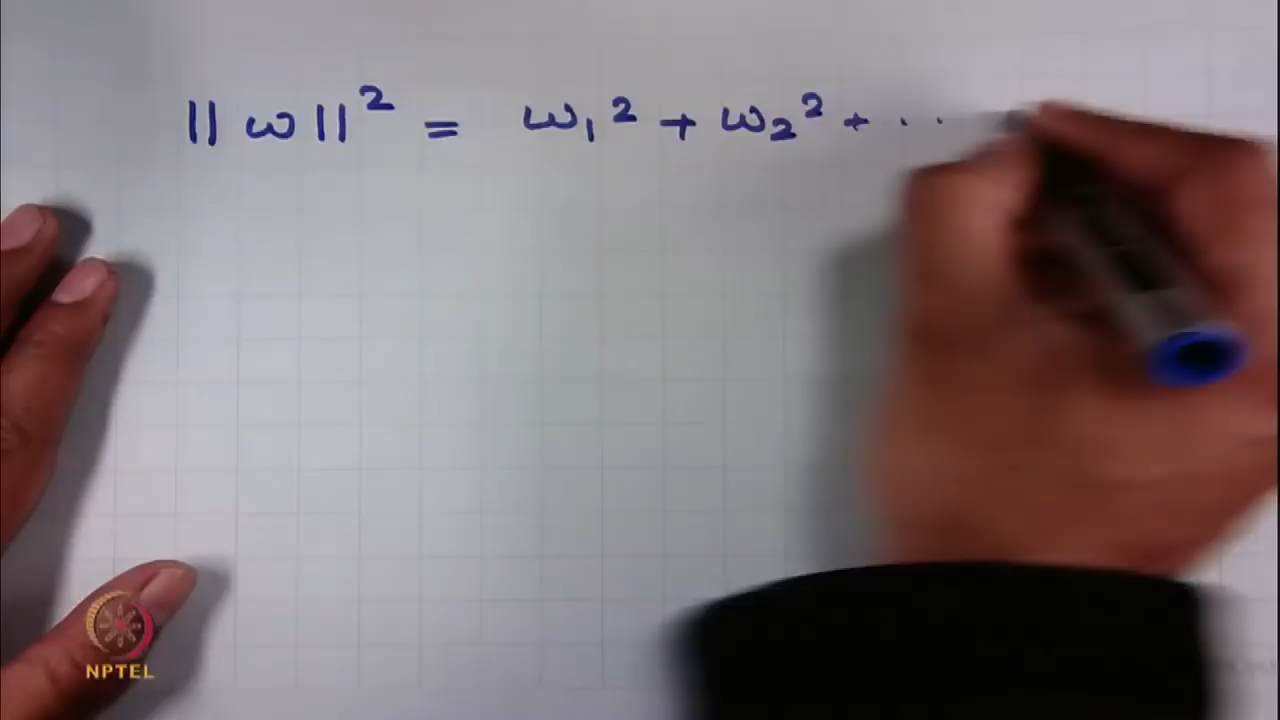 || ω ||² = ω₁² + ω₂² + . .
NPTEL